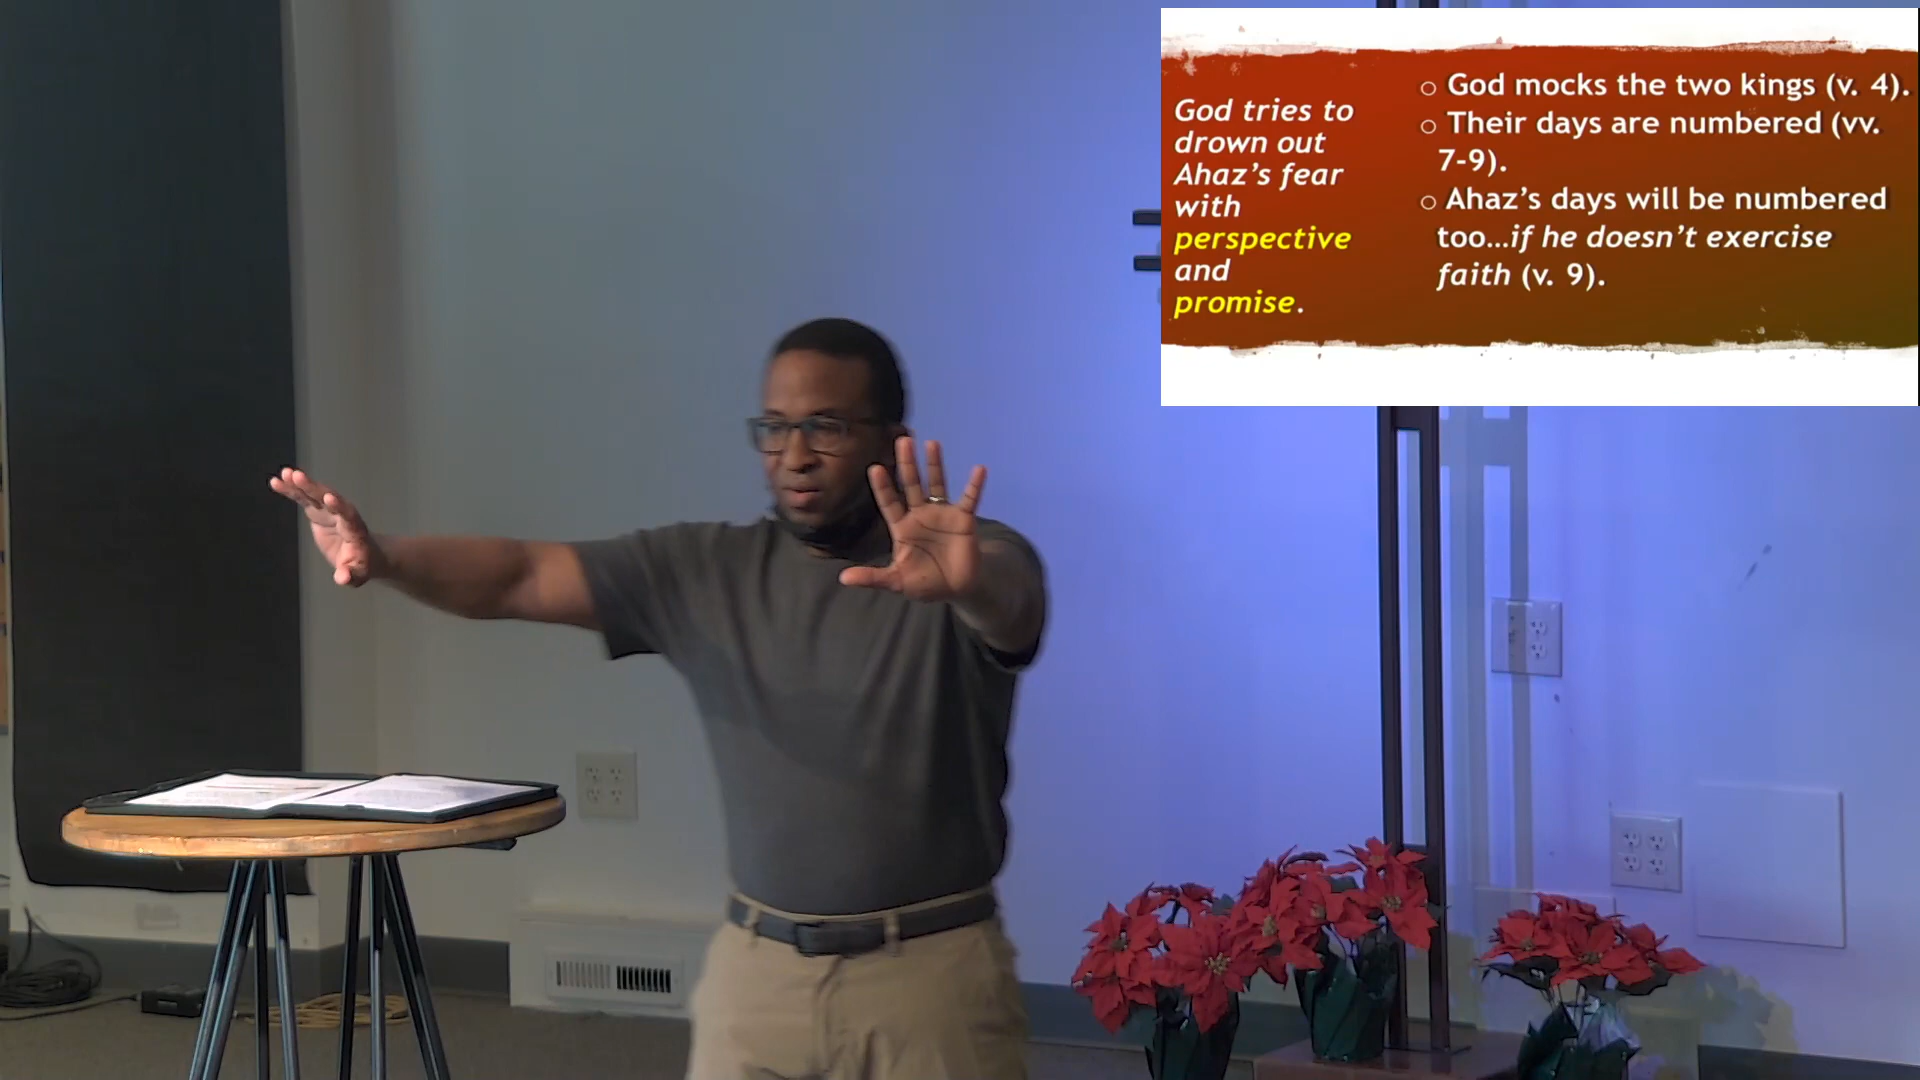 God tries to
drown out
Ahaz's fear
with
perspective
and
promise.
○ God mocks the two kings (v. 4).
○ Their days are numbered (vv.
7-9).
○ Ahaz's days will be numbered
too...if he doesn't exercise
faith (v. 9).